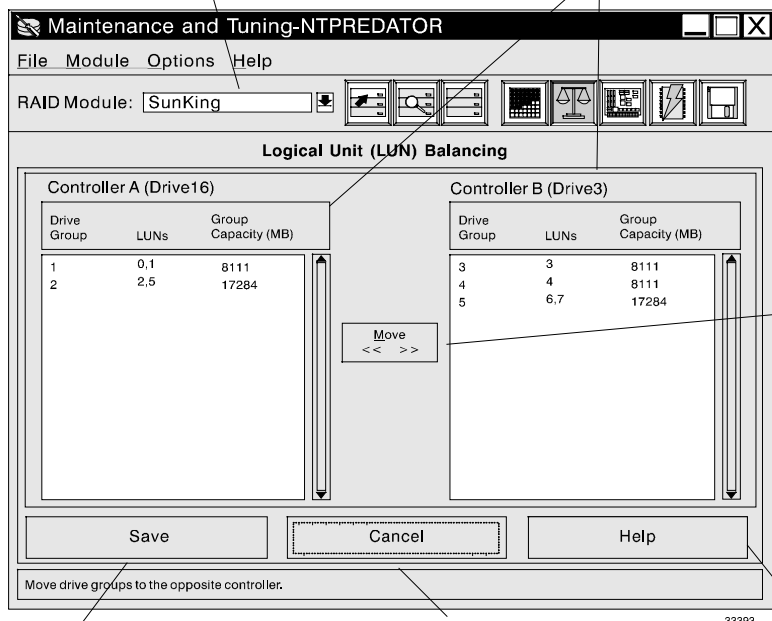 Maintenance and Tuning-NTPREDATOR
File Module Options Help
RAID Module: SunKing
Logical Unit (LUN) Balancing
Controller A (Drive16)
Drive Group LUNs Group Capacity (MB)
1 0,1 8111
2 2,5 17284
Move
<< >>
Controller B (Drive3)
Drive Group LUNs Group Capacity (MB)
3 3 8111
4 4 8111
5 6,7 17284
Save Cancel Help
Move drive groups to the opposite controller.
33393